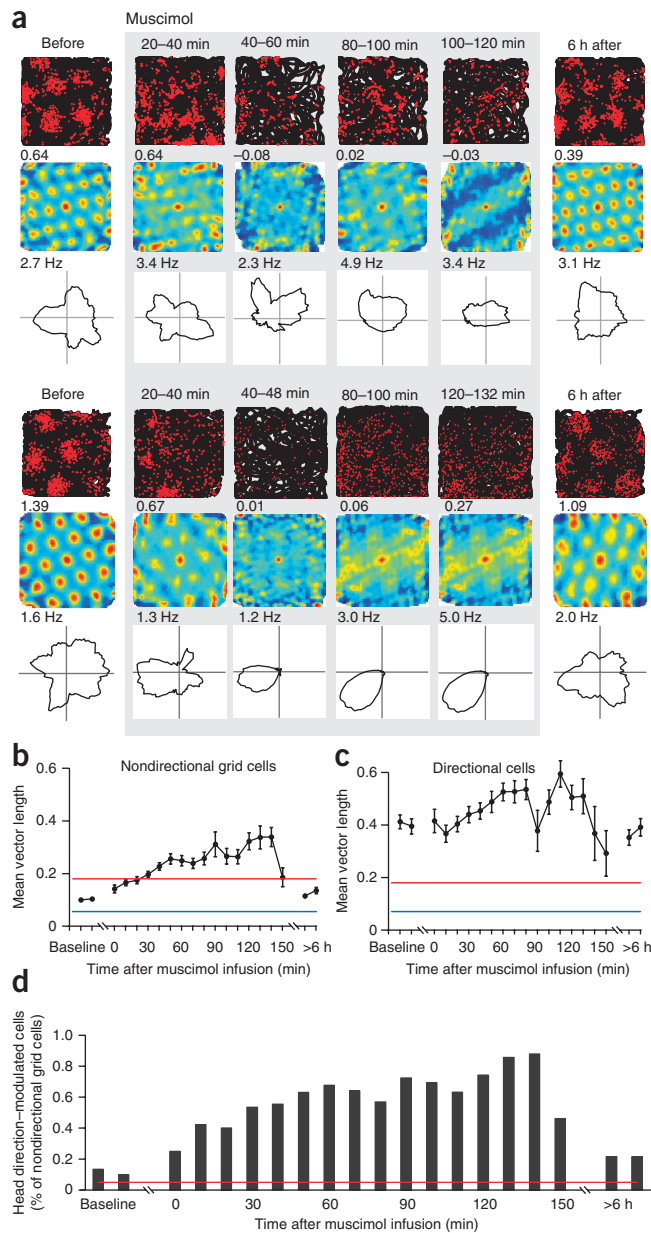 a
Muscimol
Before 20–40 min 40–60 min 80–100 min 100–120 min 6 h after
0.64 0.64 –0.08 0.02 –0.03 0.39
2.7 Hz 3.4 Hz 2.3 Hz 4.9 Hz 3.4 Hz 3.1 Hz
Before 20–40 min 40–48 min 80–100 min 120–132 min 6 h after
1.39 0.67 0.01 0.06 0.27 1.09
1.6 Hz 1.3 Hz 1.2 Hz 3.0 Hz 5.0 Hz 2.0 Hz
b
Nondirectional grid cells
Mean vector length
0.6
0.4
0.2
0
Baseline 0 30 60 90 120 150 >6 h
Time after muscimol infusion (min)
c
Directional cells
Mean vector length
0.6
0.4
0.2
0
Baseline 0 30 60 90 120 150 >6 h
Time after muscimol infusion (min)
d
Head direction–modulated cells
(% of nondirectional grid cells)
1.0
0.8
0.6
0.4
0.2
0
Baseline 0 30 60 90 120 150 >6 h
Time after muscimol infusion (min)